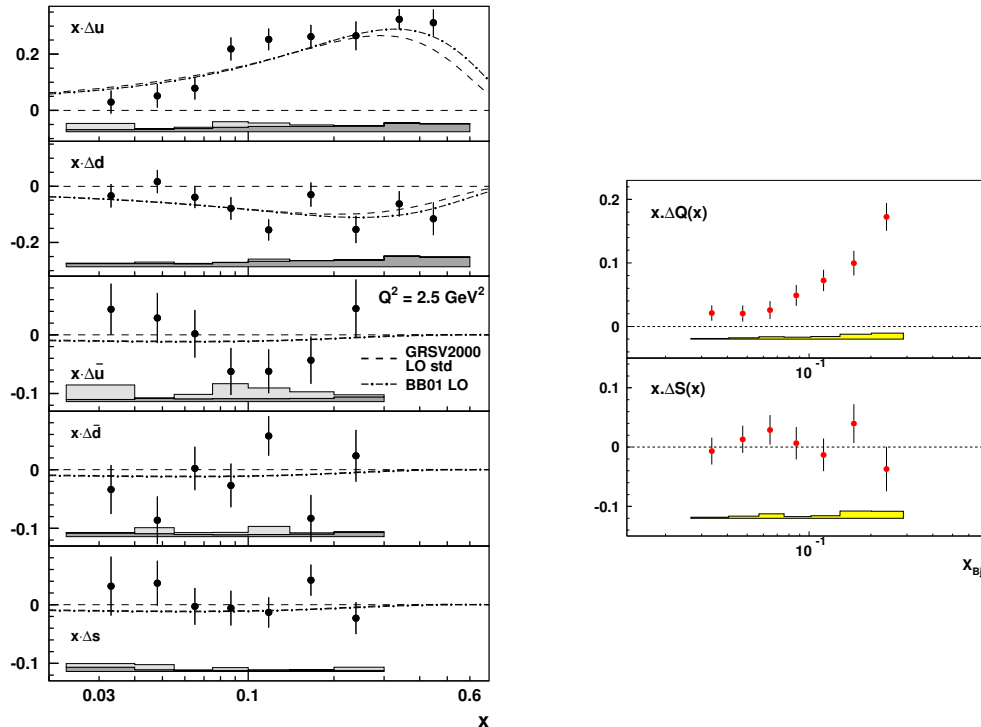 x·Δu
0.2
0
x·Δd
0
-0.2
Q² = 2.5 GeV²
0
GRSV2000
LO std
BB01 LO
x·Δū
-0.1
x·Δd̄
0
-0.1
0
x·Δs
-0.1
0.03
0.1
0.6
x
0.2
x.ΔQ(x)
0.1
0
10⁻¹
0.1
x.ΔS(x)
0
-0.1
10⁻¹
X_Bj